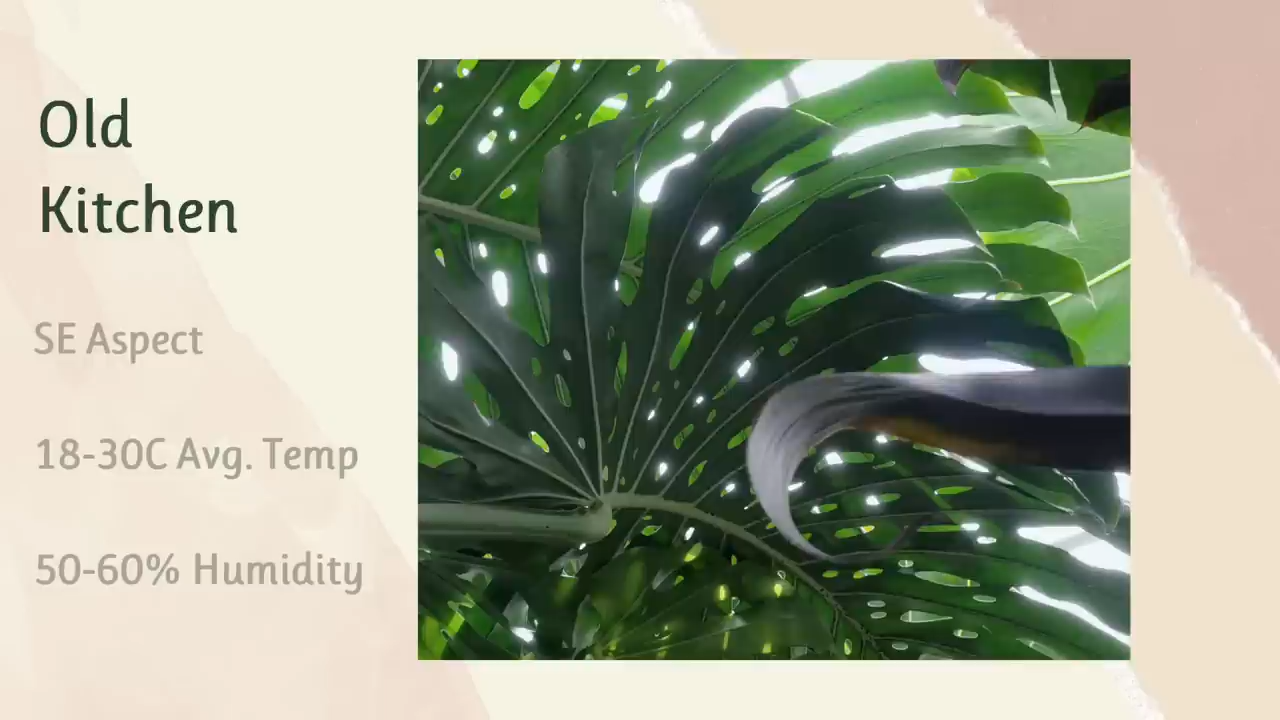 Old
Kitchen
SE Aspect
18-30C Avg. Temp
50-60% Humidity